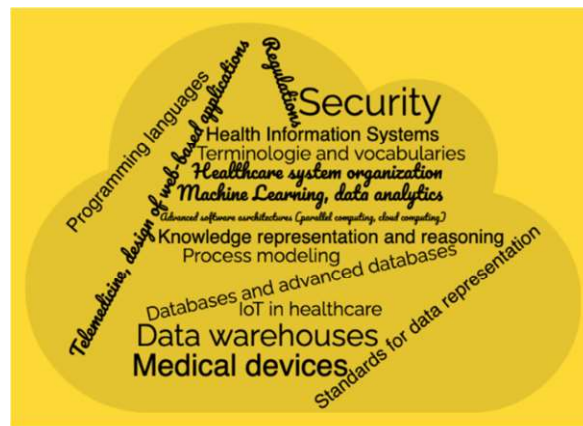 Programming languages
Telemedicine, design of web-based applications
Regulations
Security
Health Information Systems
Terminologie and vocabularies
Healthcare system organization
Machine Learning, data analytics
Advanced software earchitectures (parallel computing, cloud computing)
Knowledge representation and reasoning
Process modeling
Databases and advanced databases
IoT in healthcare
Data warehouses
Medical devices
Standards for data representation